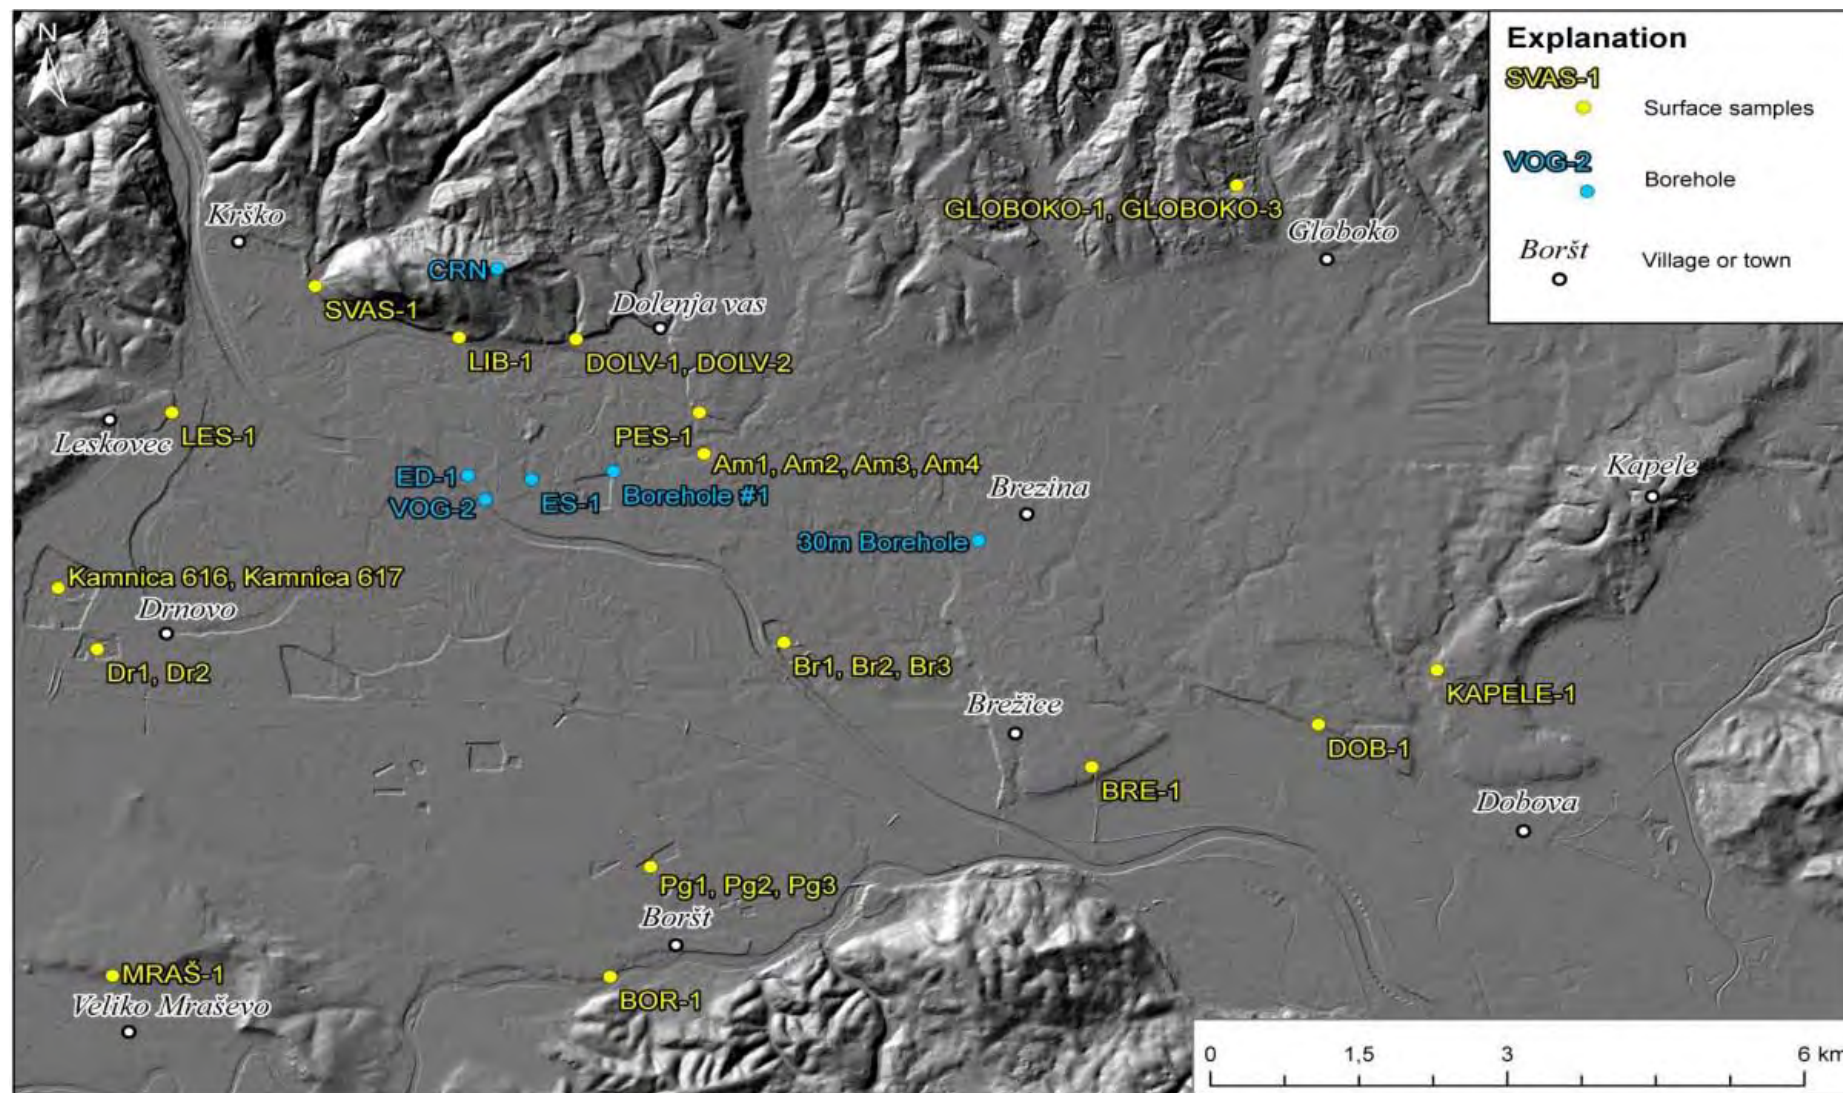 N
Explanation
SVAS-1
Surface samples
VOG-2
Borehole
Boršt
Village or town
GLOBOKO-1, GLOBOKO-3
Krško
Globoko
CRN
SVAS-1
Dolenja vas
LIB-1
DOLV-1, DOLV-2
LES-1
Leskovec
PES-1
Am1, Am2, Am3, Am4
Kapele
ED-1
Borehole #1
Brezina
VOG-2
ES-1
30m Borehole
Kamnica 616, Kamnica 617
Drnovo
Br1, Br2, Br3
Dr1, Dr2
KAPELE-1
Brežice
DOB-1
BRE-1
Dobova
Pg1, Pg2, Pg3
Boršt
MRAŠ-1
BOR-1
Veliko Mraševo
0 1,5 3 6 km